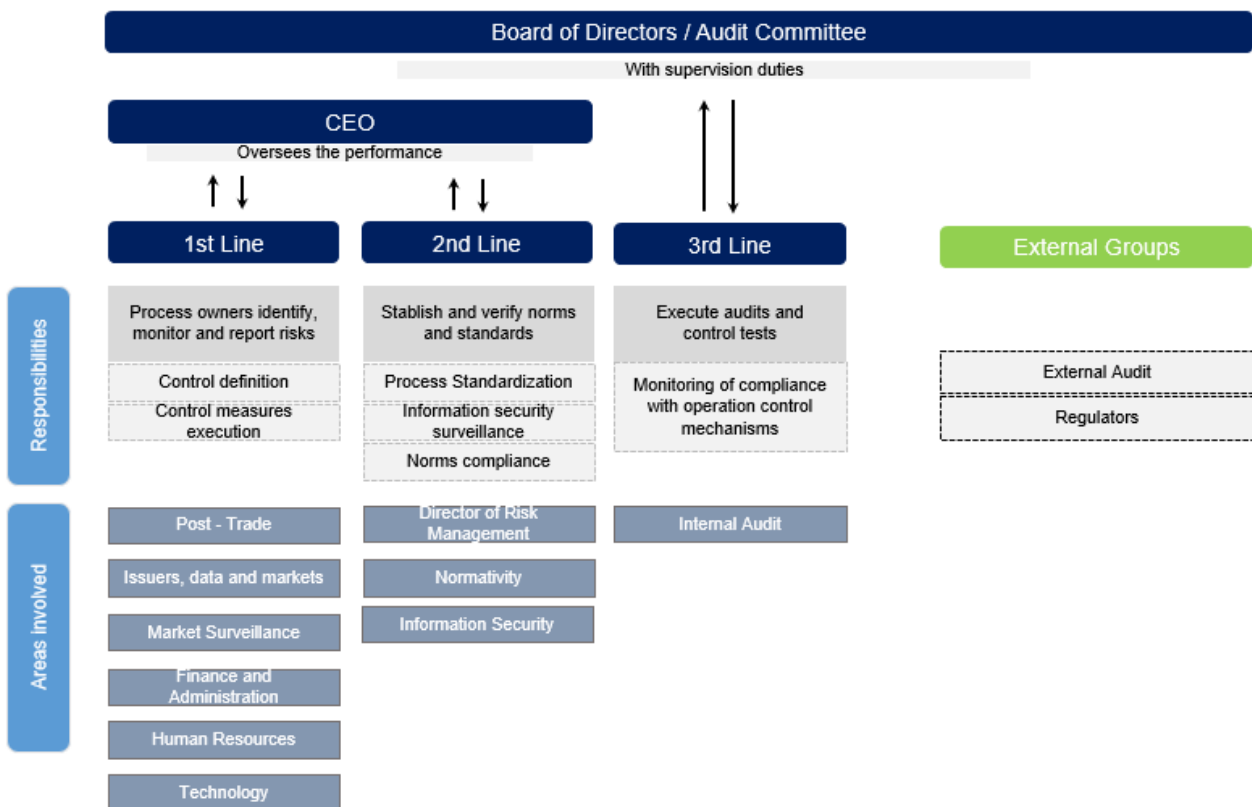 Board of Directors / Audit Committee
With supervision duties
CEO
Oversees the performance
1st Line
2nd Line
3rd Line
External Groups
Responsibilities
Process owners identify,
monitor and report risks
Control definition
Control measures
execution
Stablish and verify norms
and standards
Process Standardization
Information security
surveillance
Norms compliance
Execute audits and
control tests
Monitoring of compliance
with operation control
mechanisms
External Audit
Regulators
Areas involved
Post - Trade
Issuers, data and markets
Market Surveillance
Finance and
Administration
Human Resources
Technology
Director of Risk
Management
Normativity
Information Security
Internal Audit